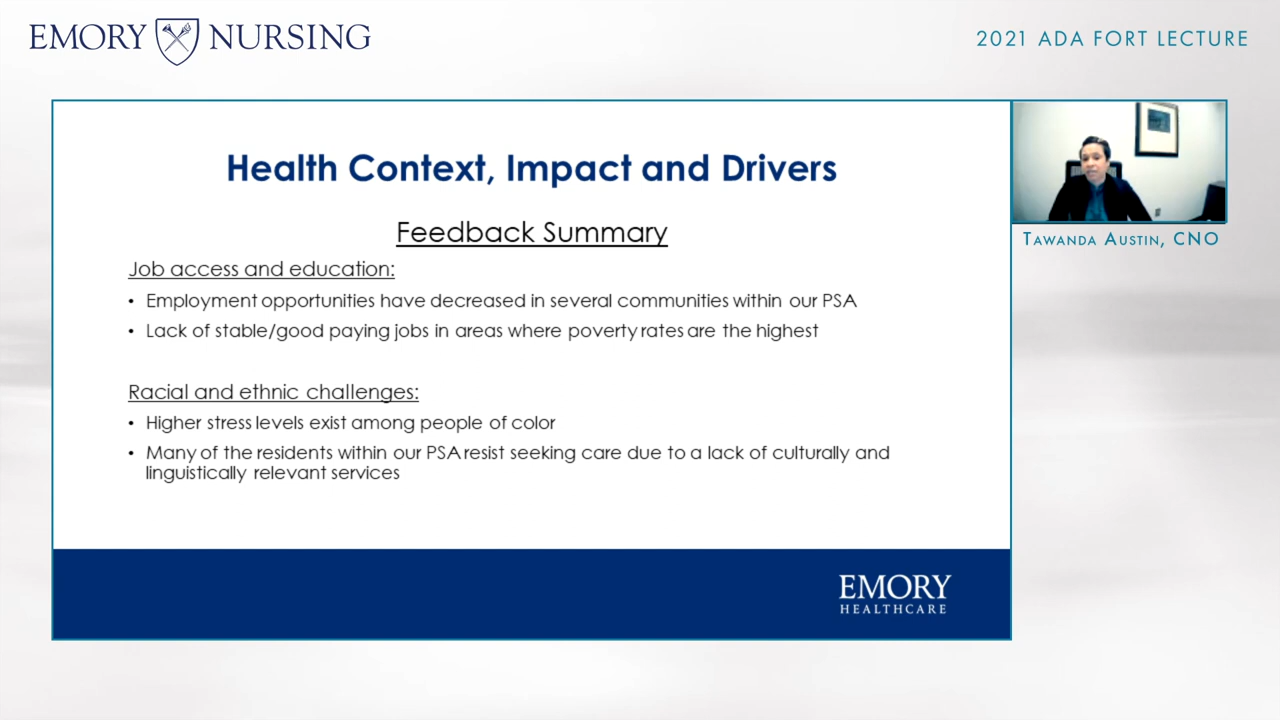 EMORY NURSING
2021 ADA FORT LECTURE
Health Context, Impact and Drivers
Feedback Summary
Job access and education:
• Employment opportunities have decreased in several communities within our PSA
• Lack of stable/good paying jobs in areas where poverty rates are the highest
Racial and ethnic challenges:
• Higher stress levels exist among people of color
• Many of the residents within our PSA resist seeking care due to a lack of culturally and
linguistically relevant services
EMORY
HEALTHCARE
TAWANDA AUSTIN, CNO